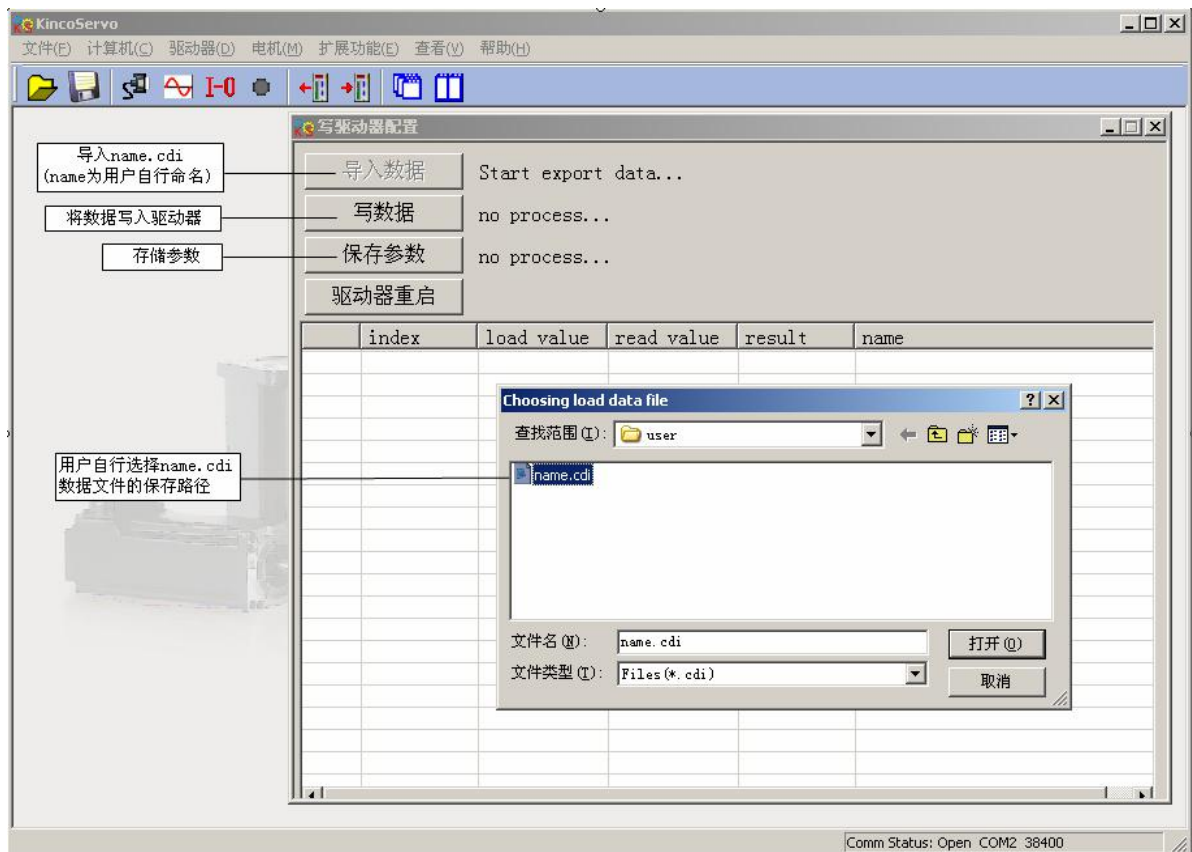 KincoServo
文件(F) 计算机(C) 驱动器(D) 电机(M) 扩展功能(E) 查看(V) 帮助(H)
I-0
写驱动器配置
导入name.cdi
(name为用户自行命名)
导入数据 Start export data...
将数据写入驱动器
写数据 no process...
存储参数
保存参数 no process...
驱动器重启
index load value read value result name
Choosing load data file
查找范围(I): user
用户自行选择name.cdi
数据文件的保存路径
name.cdi
文件名(N): name.cdi 打开(O)
文件类型(T): Files(*.cdi) 取消
Comm Status: Open COM2 38400